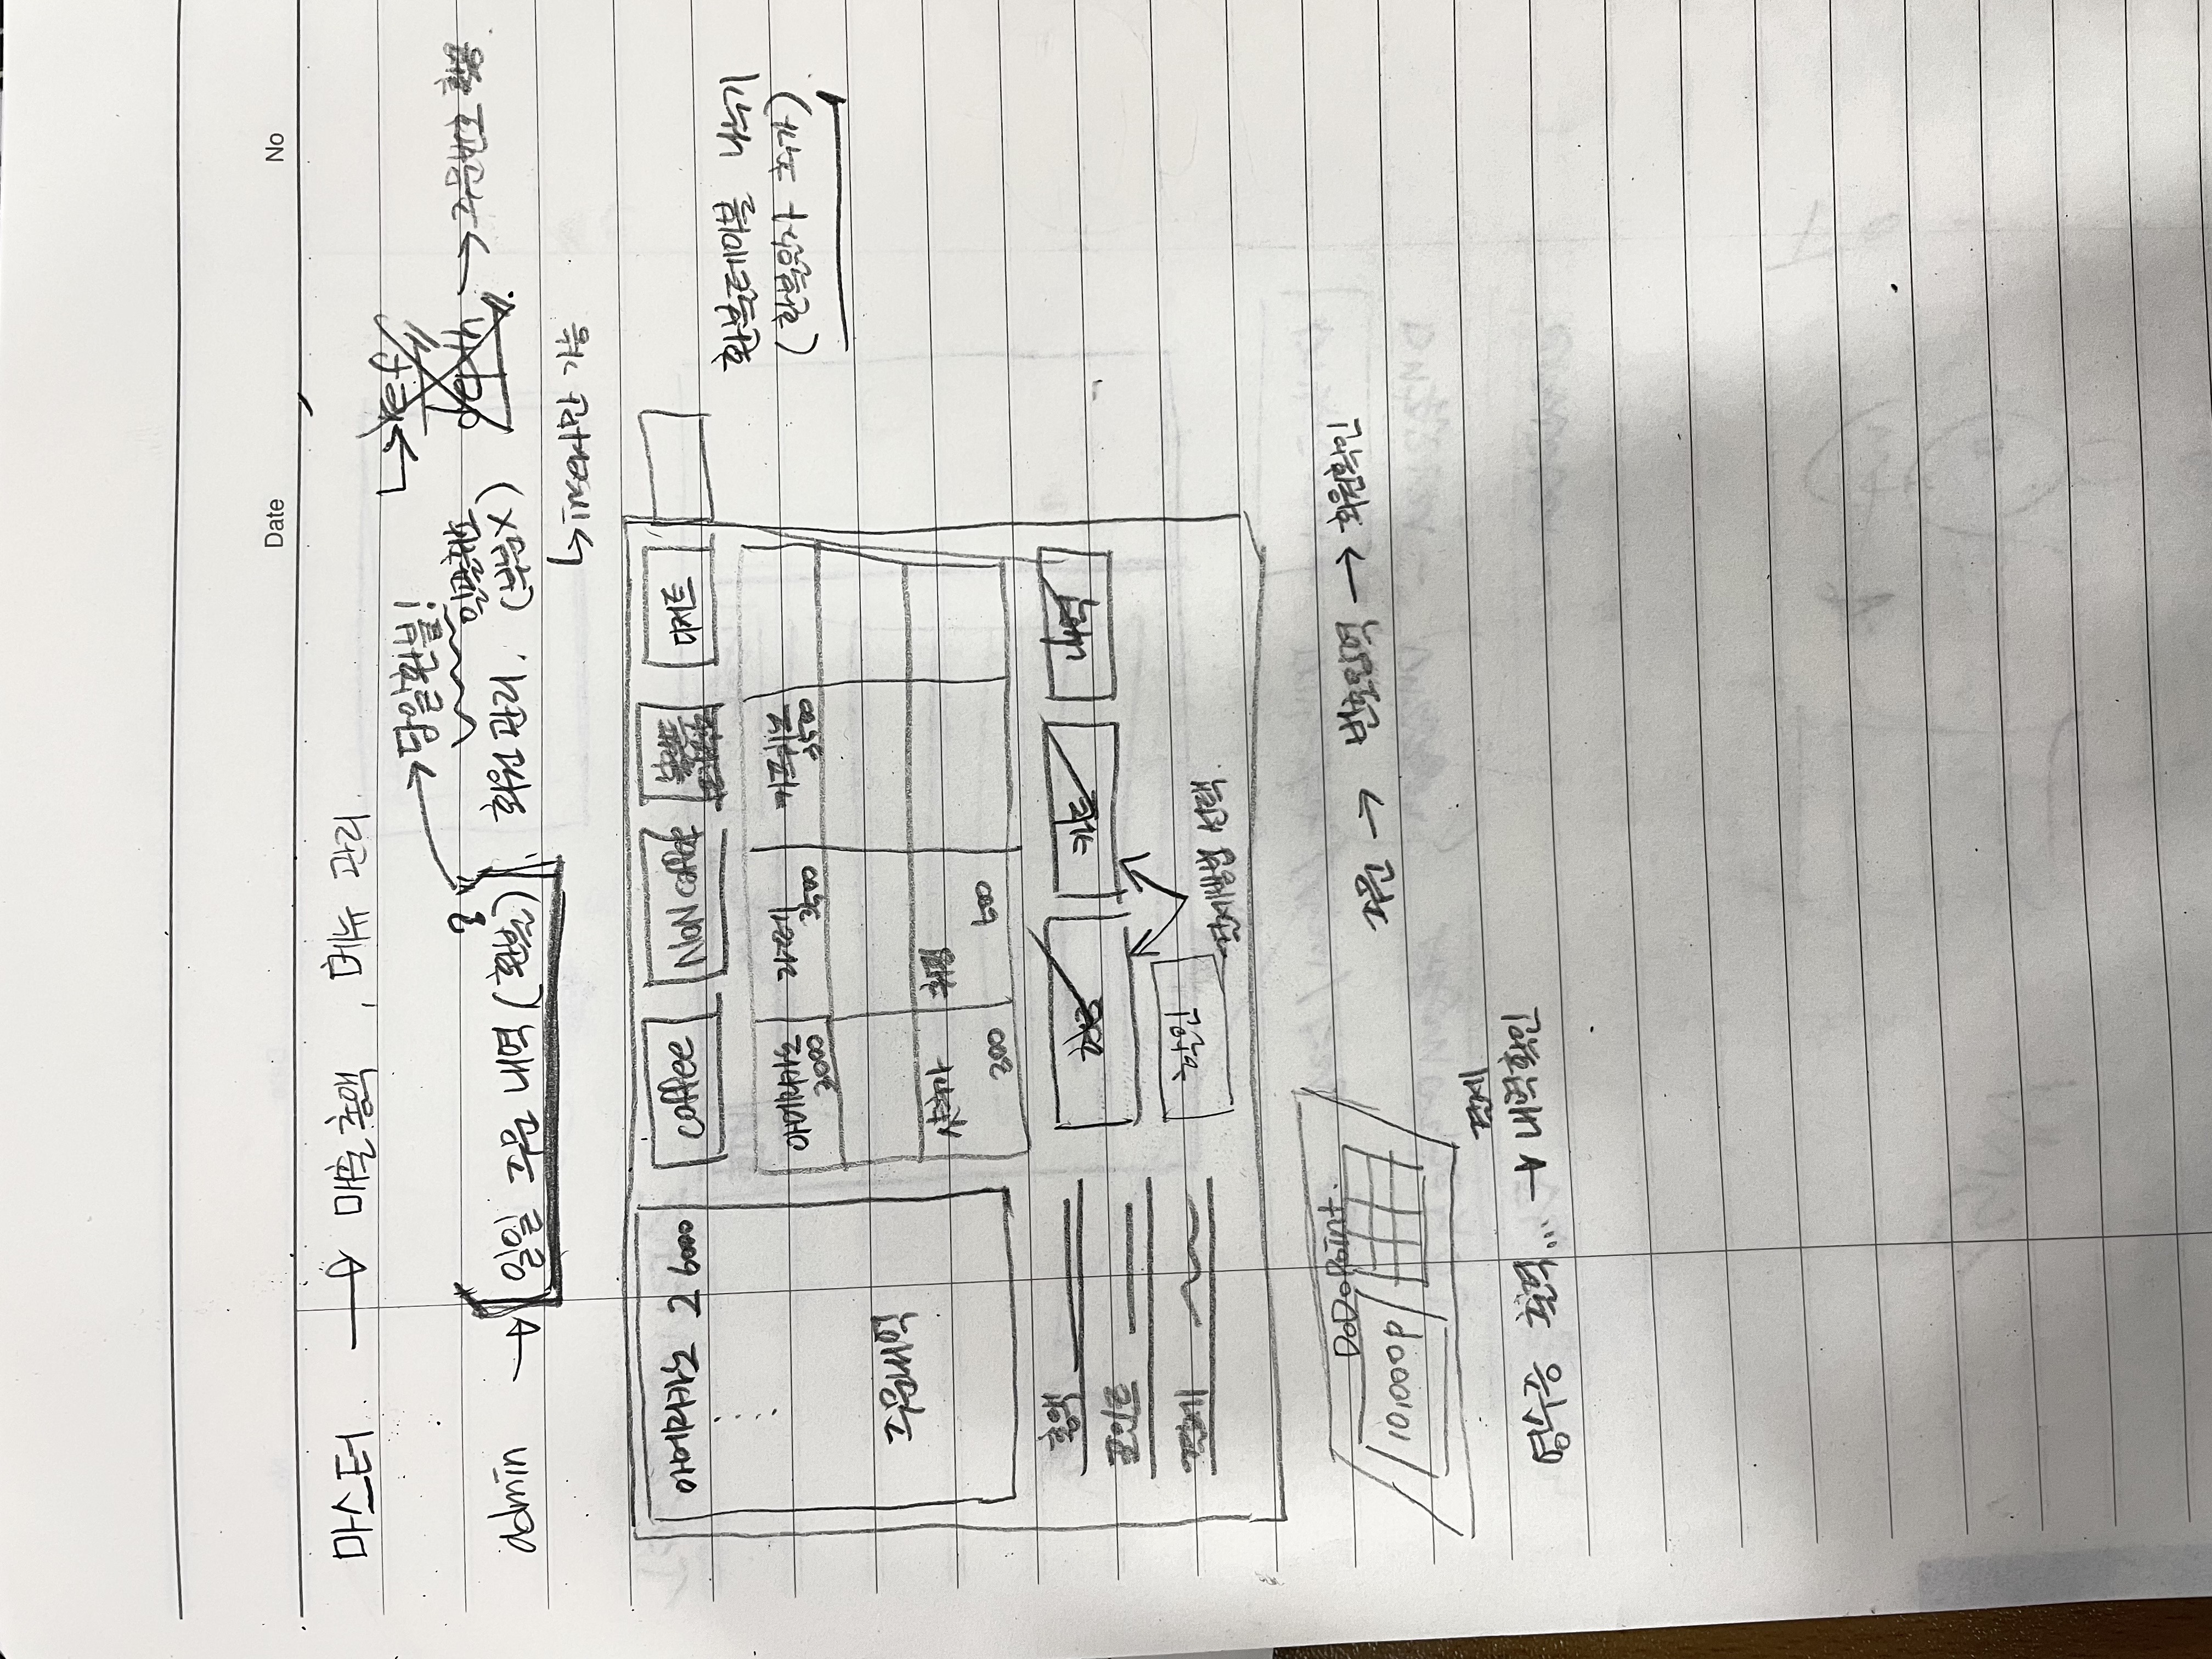 Date No
마스터 → 매출총액, 메뉴 관리
→ 당일환불!
ref
depth → 주문번호
admin → 일일 주문 내역 (환불) ? 회원관리.
일괄취소
(부분X)
→ insert만 가능
아메리카노 2 6000
주문내역
coffee NoN coffee 디저트
아메리카노 3000
라떼 3500
카푸치노 3500
샷추가 300
휘핑
환불테이블 나누기
(환불일자 추가)
총액
포인트
결제
현금 카드 내역
할인
결제방법 선택.
DoDoPoint.
10,000p
주문 → 번호입력 → 회원확인
영수증 출력... → 결제 내역확인